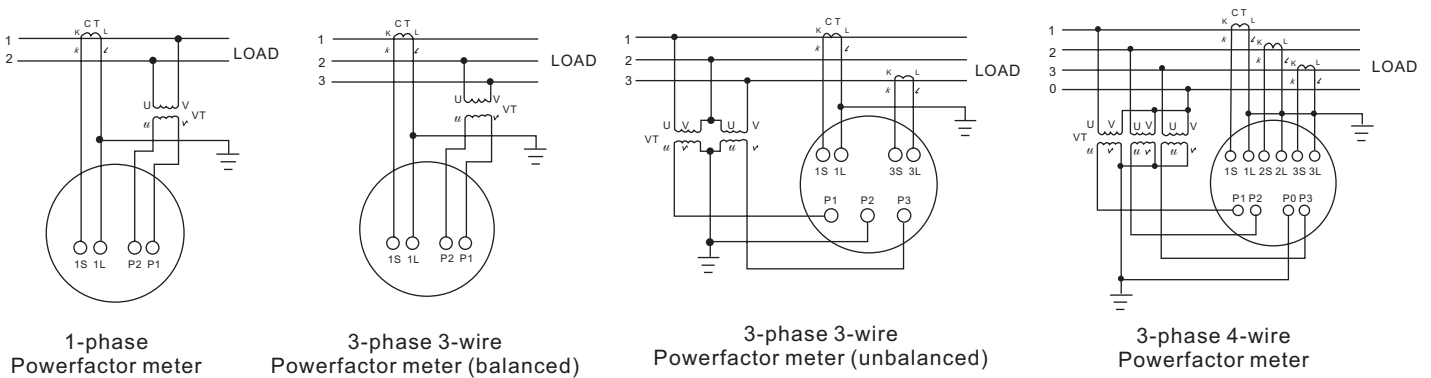 CT
K L
k ℓ
1
2
LOAD
U V
VT
u v
1S 1L P2 P1
1-phase
Powerfactor meter
CT
K L
k ℓ
1
2
3
LOAD
U V
VT
u v
1S 1L P2 P1
3-phase 3-wire
Powerfactor meter (balanced)
CT
K L
k ℓ
1
2
3
K L
k ℓ
LOAD
U V U V
VT
u v u v
1S 1L 3S 3L
P1 P2 P3
3-phase 3-wire
Powerfactor meter (unbalanced)
CT
K L
k ℓ
1
2
K L
k ℓ
3
K L
k ℓ
0
LOAD
U V U V U V
VT
u v u v u v
1S 1L 2S 2L 3S 3L
P1 P2 P0 P3
3-phase 4-wire
Powerfactor meter